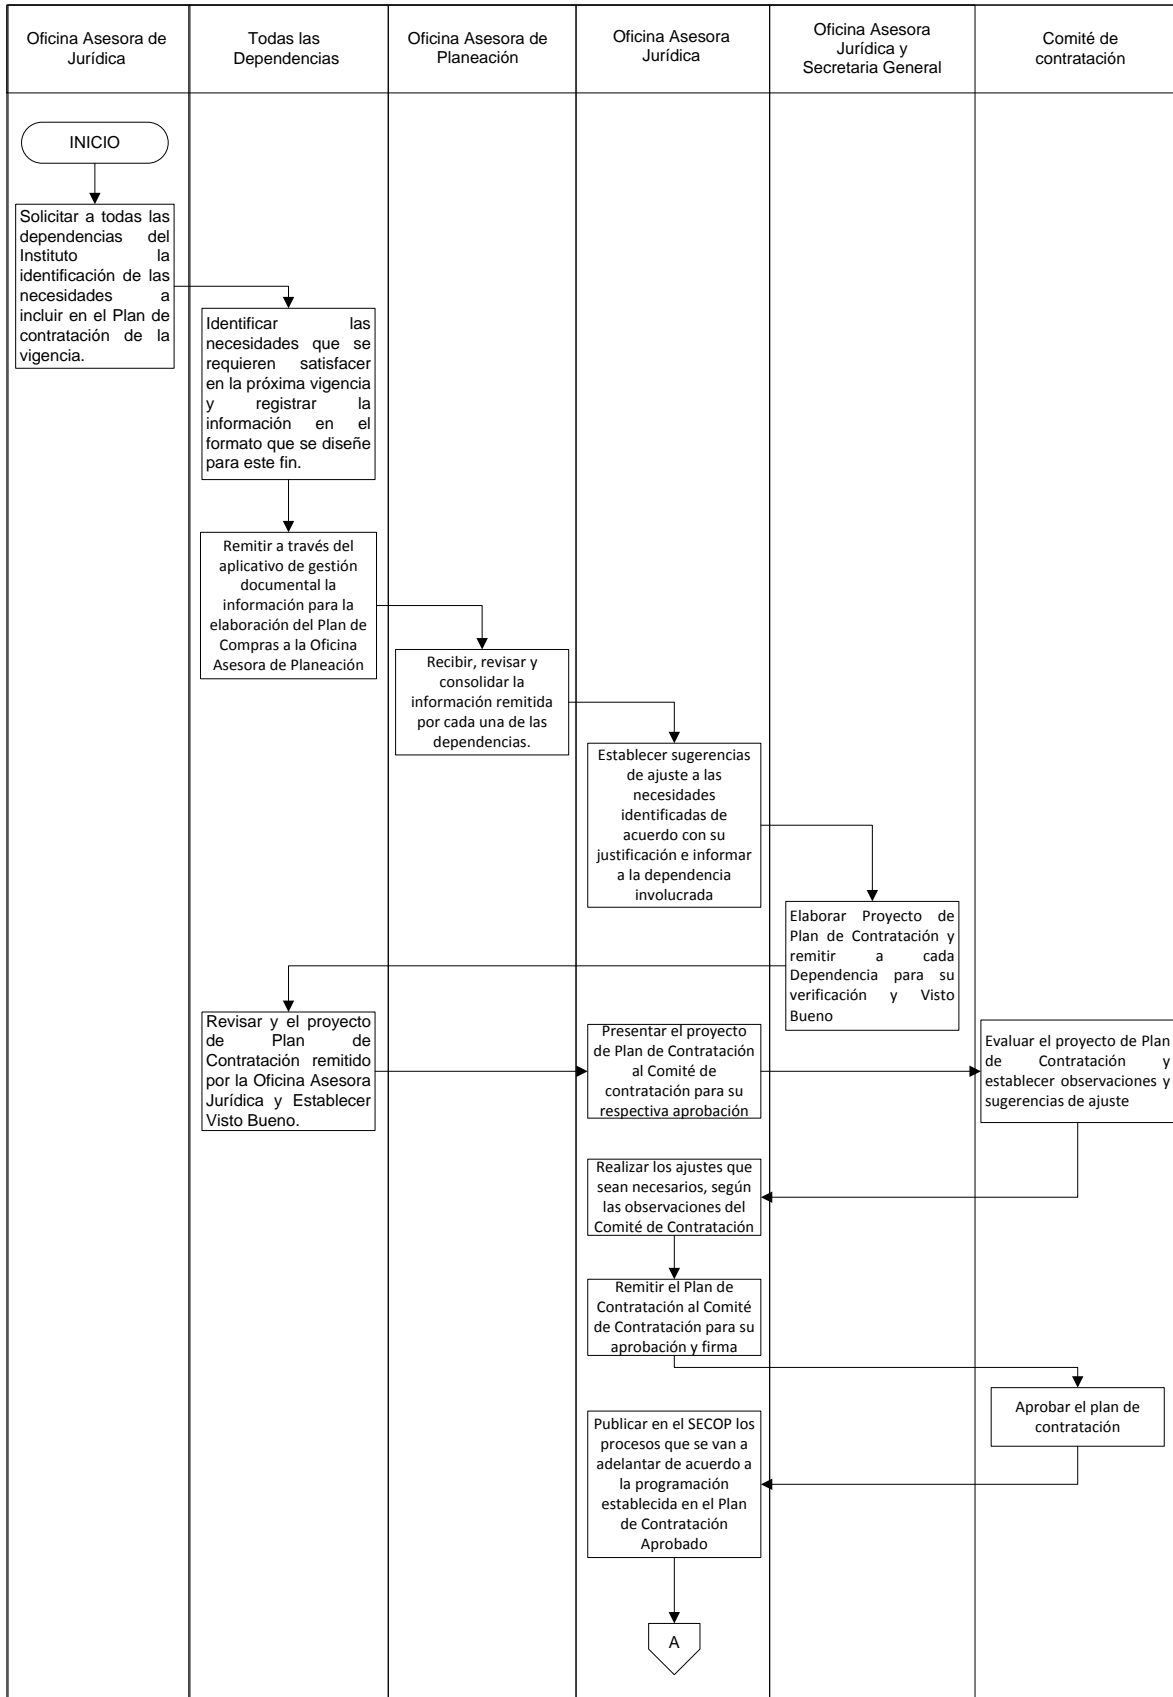 Oficina Asesora de
Jurídica
Todas las
Dependencias
Oficina Asesora de
Planeación
Oficina Asesora
Jurídica
Oficina Asesora
Jurídica y
Secretaria General
Comité de
contratación
INICIO
Solicitar a todas las
dependencias del
Instituto la
identificación de las
necesidades a
incluir en el Plan de
contratación de la
vigencia.
Identificar las
necesidades que se
requieren satisfacer
en la próxima vigencia
y registrar la
información en el
formato que se diseñe
para este fin.
Remitir a través del
aplicativo de gestión
documental la
información para la
elaboración del Plan de
Compras a la Oficina
Asesora de Planeación
Recibir, revisar y
consolidar la
información remitida
por cada una de las
dependencias.
Establecer sugerencias
de ajuste a las
necesidades
identificadas de
acuerdo con su
justificación e informar
a la dependencia
involucrada
Elaborar Proyecto de
Plan de Contratación y
remitir a cada
Dependencia para su
verificación y Visto
Bueno
Revisar y el proyecto
de Plan de
Contratación remitido
por la Oficina Asesora
Jurídica y Establecer
Visto Bueno.
Presentar el proyecto
de Plan de Contratación
al Comité de
contratación para su
respectiva aprobación
Evaluar el proyecto de Plan
de Contratación y
establecer observaciones y
sugerencias de ajuste
Realizar los ajustes que
sean necesarios, según
las observaciones del
Comité de Contratación
Remitir el Plan de
Contratación al Comité
de Contratación para su
aprobación y firma
Aprobar el plan de
contratación
Publicar en el SECOP los
procesos que se van a
adelantar de acuerdo a
la programación
establecida en el Plan
de Contratación
Aprobado
A